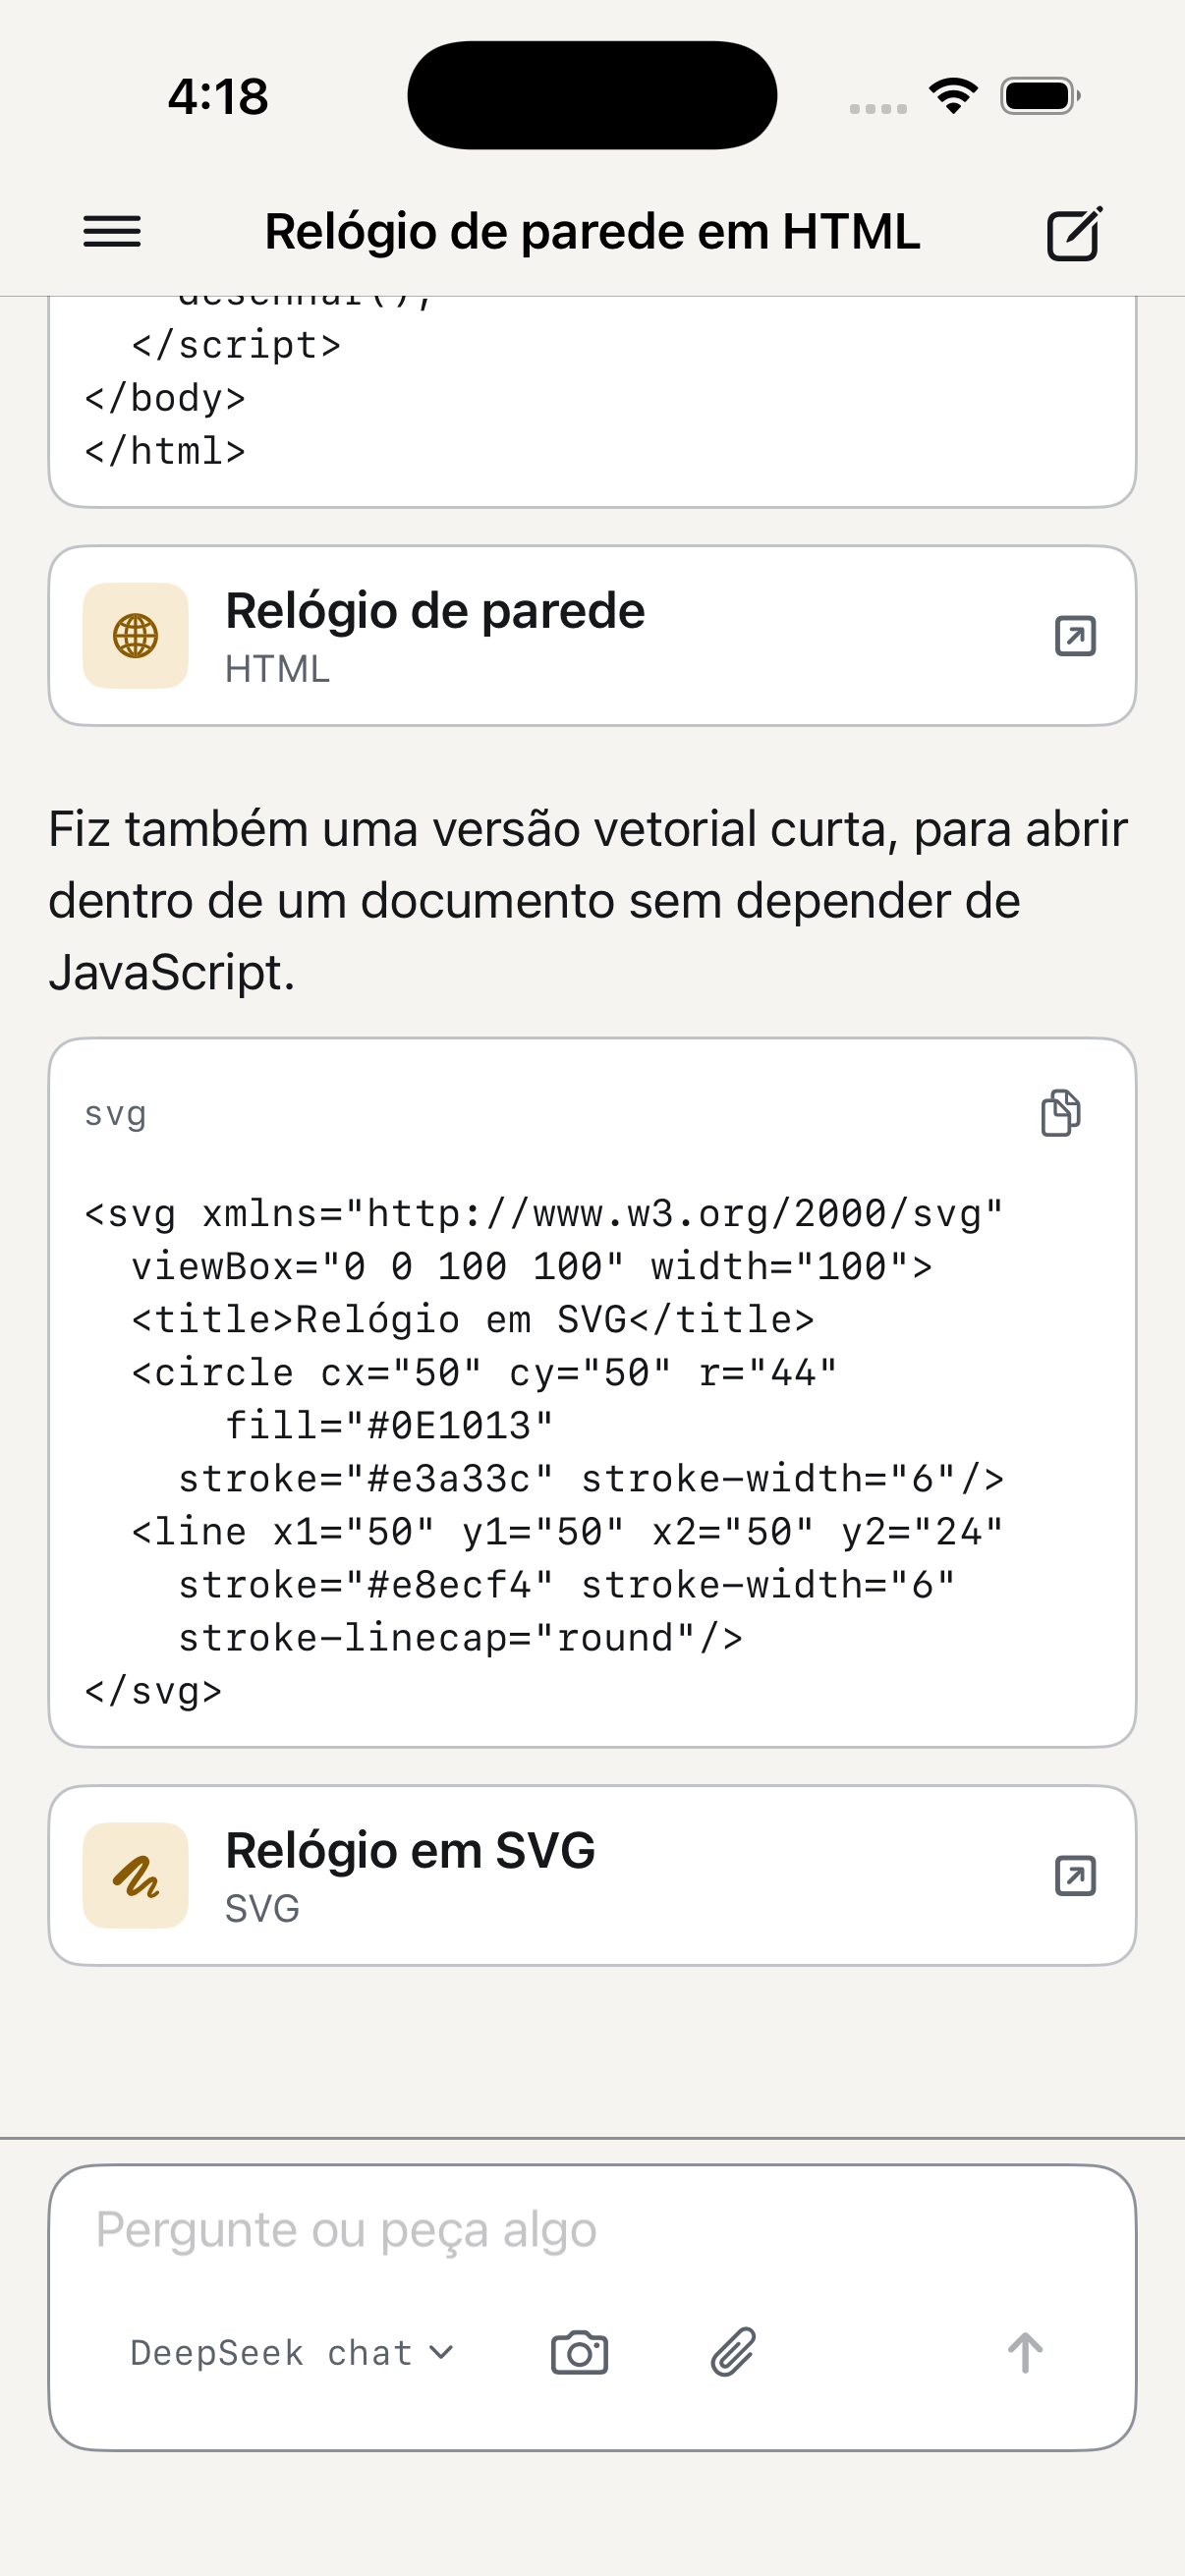 4:18
Relógio de parede em HTML
desenhar();
</script>
</body>
</html>
Relógio de parede
HTML
Fiz também uma versão vetorial curta, para abrir
dentro de um documento sem depender de
JavaScript.
svg
<svg xmlns="http://www.w3.org/2000/svg"
  viewBox="0 0 100 100" width="100">
  <title>Relógio em SVG</title>
  <circle cx="50" cy="50" r="44"
      fill="#0E1013"
    stroke="#e3a33c" stroke-width="6"/>
  <line x1="50" y1="50" x2="50" y2="24"
    stroke="#e8ecf4" stroke-width="6"
    stroke-linecap="round"/>
</svg>
Relógio em SVG
SVG
Pergunte ou peça algo
DeepSeek chat